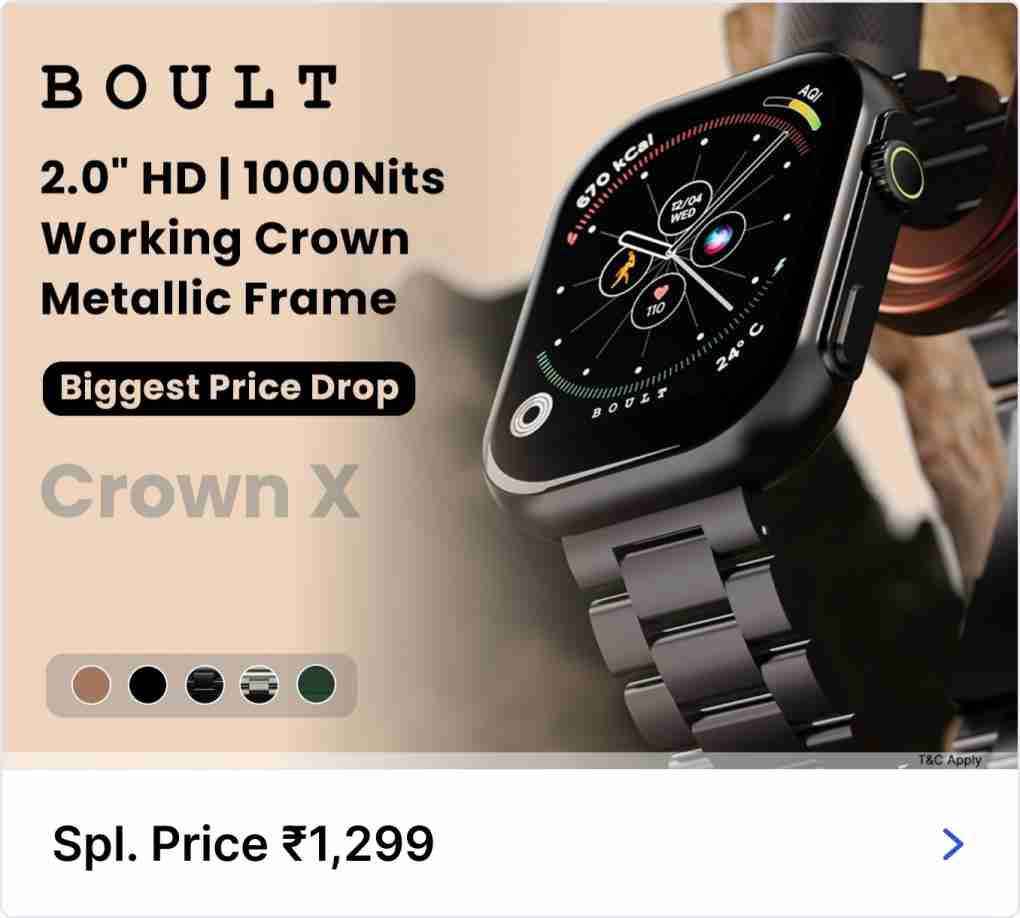 BOULT
2.0" HD | 1000Nits
Working Crown
Metallic Frame
Biggest Price Drop
Crown X
AQI
670 kCal
12/04
WED
110
24° C
BOULT
T&C Apply
Spl. Price ₹1,299